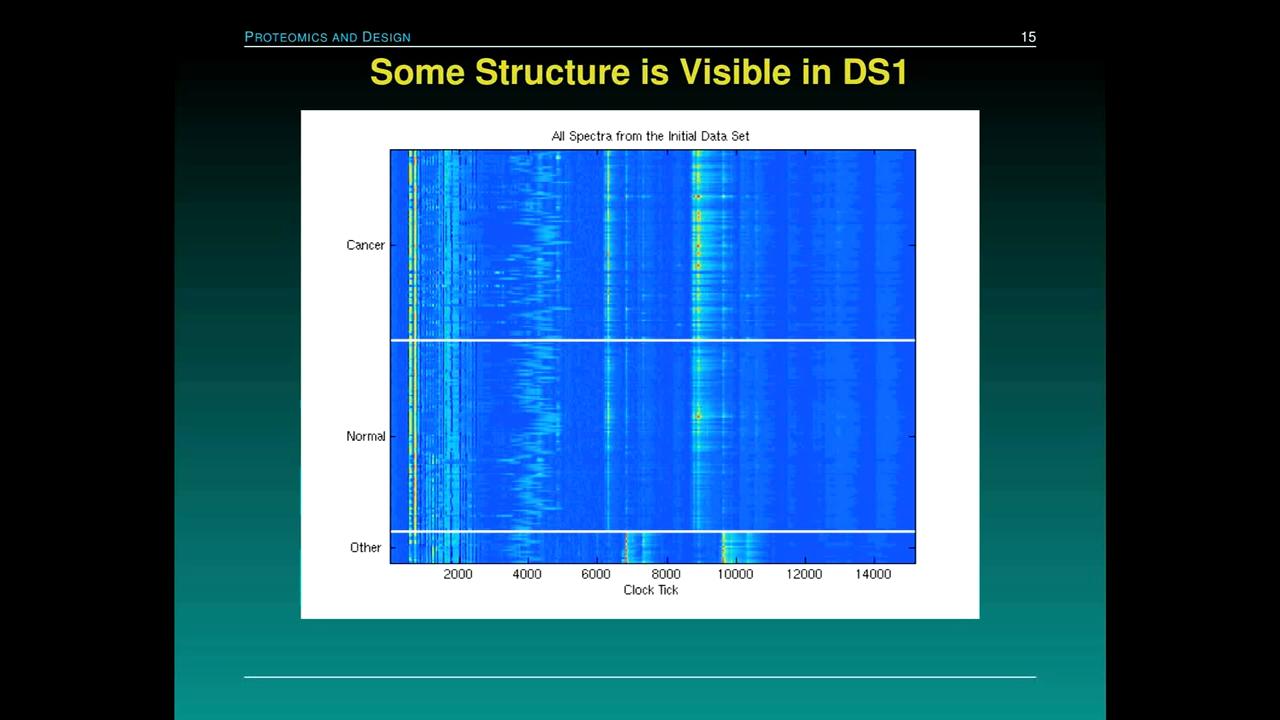 PROTEOMICS AND DESIGN 15
Some Structure is Visible in DS1
All Spectra from the Initial Data Set
Cancer
Normal
Other
2000 4000 6000 8000 10000 12000 14000
Clock Tick